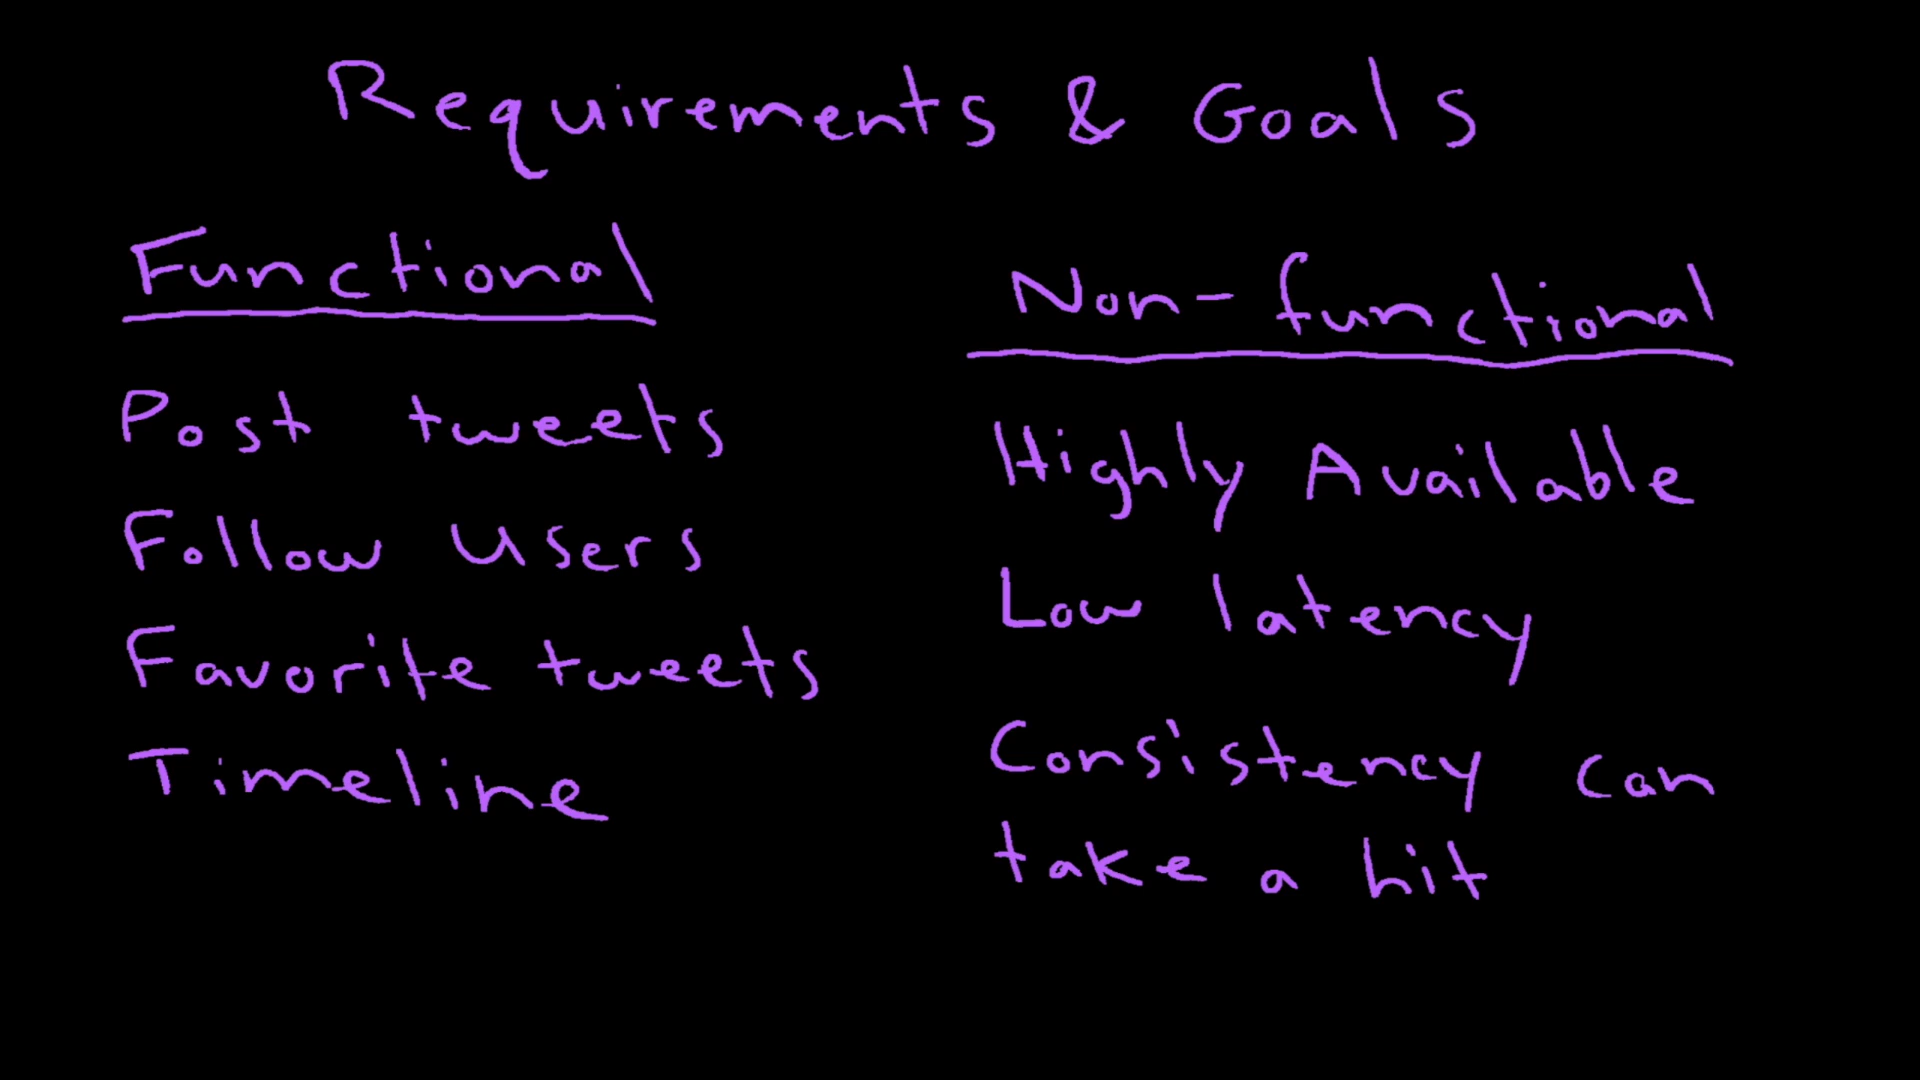 Requirements & Goals
Functional
Post tweets
Follow users
Favorite tweets
Timeline
Non-functional
Highly Available
Low latency
Consistency can
take a hit